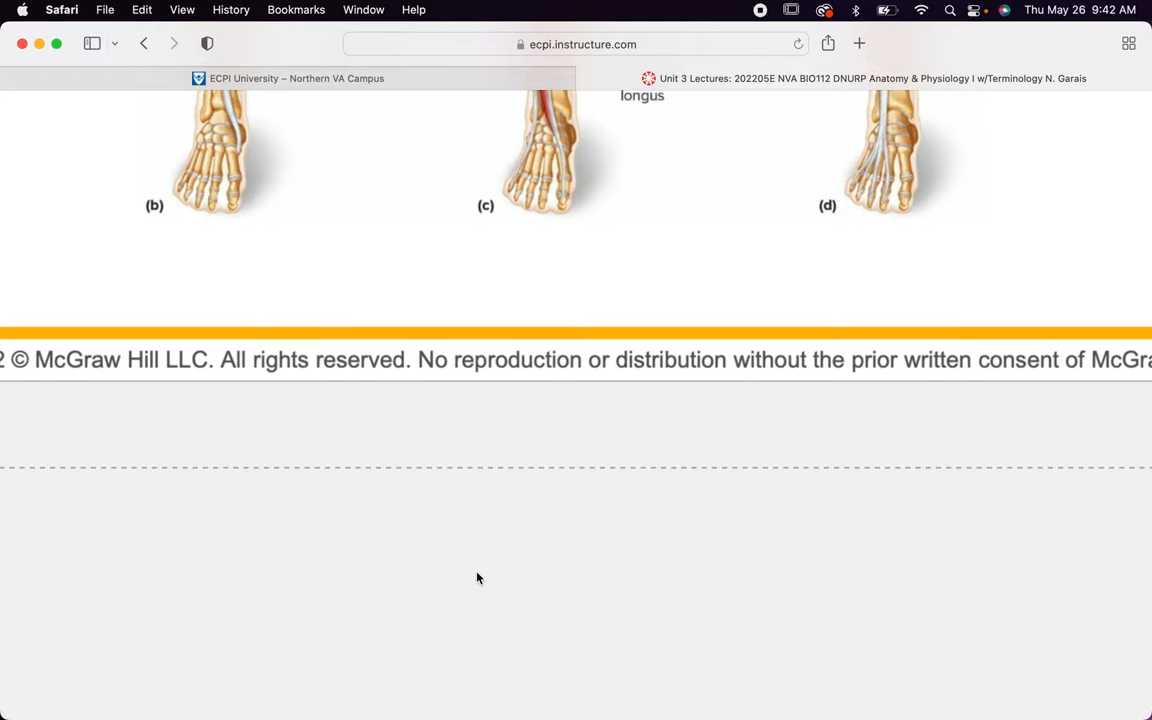 Safari File Edit View History Bookmarks Window Help Thu May 26 9:42 AM
ecpi.instructure.com
ECPI University – Northern VA Campus
Unit 3 Lectures: 202205E NVA BIO112 DNURP Anatomy & Physiology I w/Terminology N. Garais
longus
(b) (c) (d)
2 © McGraw Hill LLC. All rights reserved. No reproduction or distribution without the prior written consent of McGra